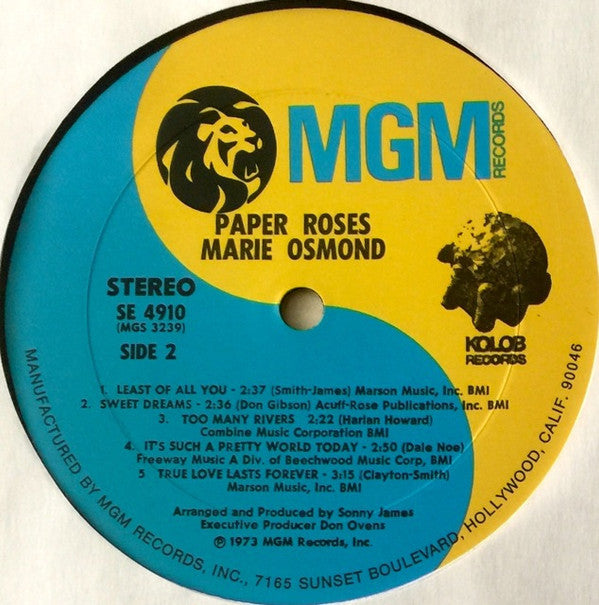 MGM
RECORDS
PAPER ROSES
MARIE OSMOND
STEREO
SE 4910
(MGS 3239)
SIDE 2
KOLOB
RECORDS
1. LEAST OF ALL YOU - 2:37 (Smith-James) Marson Music, Inc. BMI
2. SWEET DREAMS - 2:36 (Don Gibson) Acuff-Rose Publications, Inc. BMI
3. TOO MANY RIVERS 2:22 (Harlan Howard)
Combine Music Corporation BMI
4. IT'S SUCH A PRETTY WORLD TODAY - 2:50 (Dale Noe)
Freeway Music A Div. of Beechwood Music Corp, BMI
5 TRUE LOVE LASTS FOREVER - 3:15 (Clayton-Smith)
Marson Music, Inc. BMI
Arranged and Produced by Sonny James
Executive Producer Don Ovens
℗ 1973 MGM Records, Inc.
MANUFACTURED BY MGM RECORDS, INC., 7165 SUNSET BOULEVARD, HOLLYWOOD, CALIF. 90046